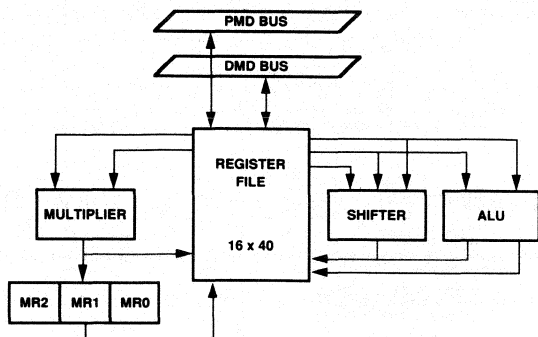 PMD BUS
DMD BUS
REGISTER
FILE
16 x 40
MULTIPLIER
SHIFTER
ALU
MR2 MR1 MR0